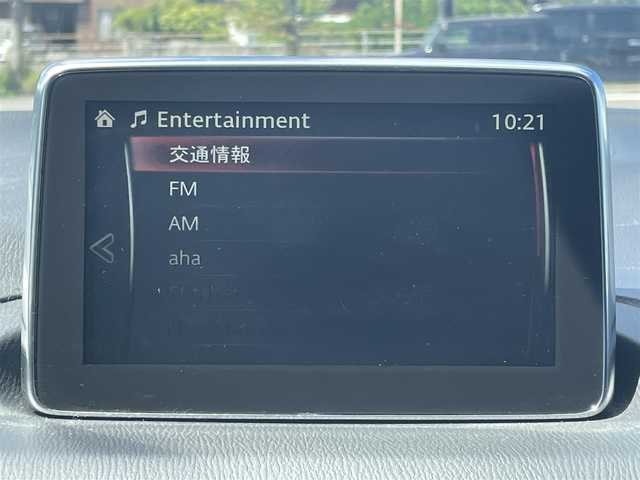 Entertainment 10:21
交通情報
FM
AM
aha